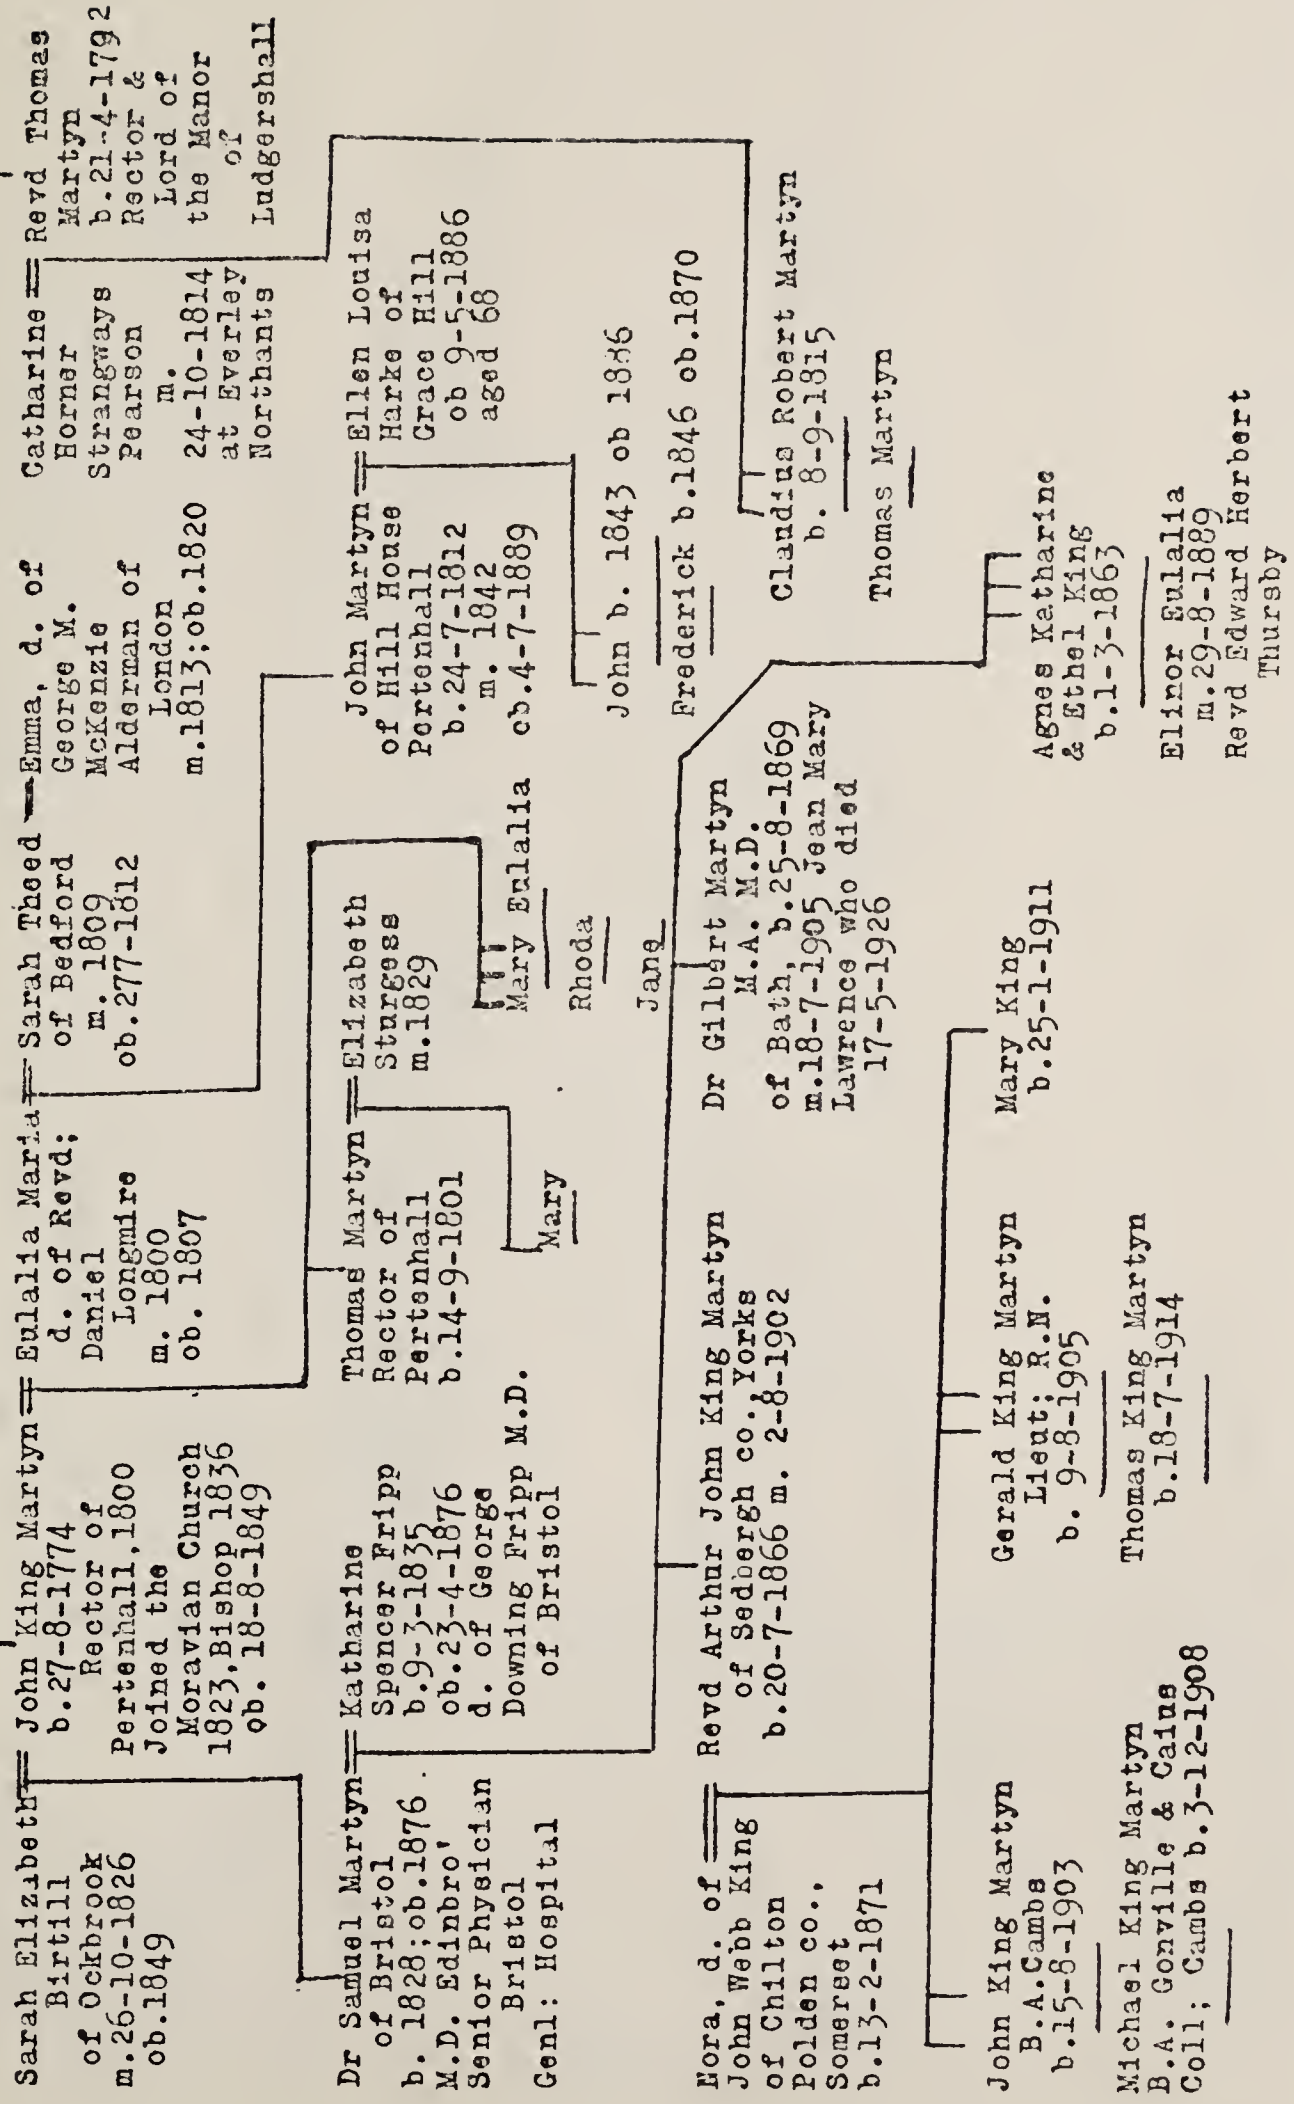 Sarah Elizabeth
Birtill
of Ockbrook
m.26-10-1826
ob.1849
John King Martyn
b.27-8-1774
Rector of
Pertenhall,1800
Joined the
Moravian Church
1823,Bishop 1836
ob. 18-8-1849
Eulalia Maria
d. of Revd;
Daniel
Longmire
m. 1800
ob. 1807
Sarah Theed
of Bedford
m. 1809
ob.277-1812
Emma, d. of
George M.
McKenzie
Alderman of
London
m.1813;ob.1820
Catharine
Horner
Strangways
Pearson
m.
24-10-1814
at Everley
Northants
Revd Thomas
Martyn
b.21-4-1792
Rector &
Lord of
the Manor
of
Ludgershall
Dr Samuel Martyn
of Bristol
b. 1828;ob.1876
M.D. Edinbro'
Senior Physician
Bristol
Genl: Hospital
Katharine
Spencer Fripp
b.9-3-1835
ob.23-4-1876
d. of George
Downing Fripp M.D.
of Bristol
Thomas Martyn
Rector of
Pertenhall
b.14-9-1801
Elizabeth
Sturgess
m.1829
Mary
Mary Eulalia
Rhoda
Jane
John Martyn
of Hill House
Pertenhall
b.24-7-1812
m. 1842
ob.4-7-1889
Ellen Louisa
Harke of
Grace Hill
ob 9-5-1886
aged 68
John b. 1843 ob 1886
Frederick b.1846 ob.1870
Claudius Robert Martyn
b. 8-9-1815
Thomas Martyn
Nora, d. of
John Webb King
of Chilton
Polden co.,
Somerset
b.13-2-1871
Revd Arthur John King Martyn
of Sedbergh co., Yorks
b.20-7-1866 m. 2-8-1902
Dr Gilbert Martyn
M.A. M.D.
of Bath, b.25-8-1869
m.18-7-1905 Jean Mary
Lawrence who died
17-5-1926
Agnes Katharine
& Ethel King
b.1-3-1863
Elinor Eulalia
m.29-8-1889
Revd Edward Herbert
Thursby
John King Martyn
B.A.Cambs
b.15-8-1903
Michael King Martyn
B.A. Gonville & Caius
Coll; Cambs b.3-12-1908
Gerald King Martyn
Lieut; R.N.
b. 9-8-1905
Thomas King Martyn
b.18-7-1914
Mary King
b.25-1-1911